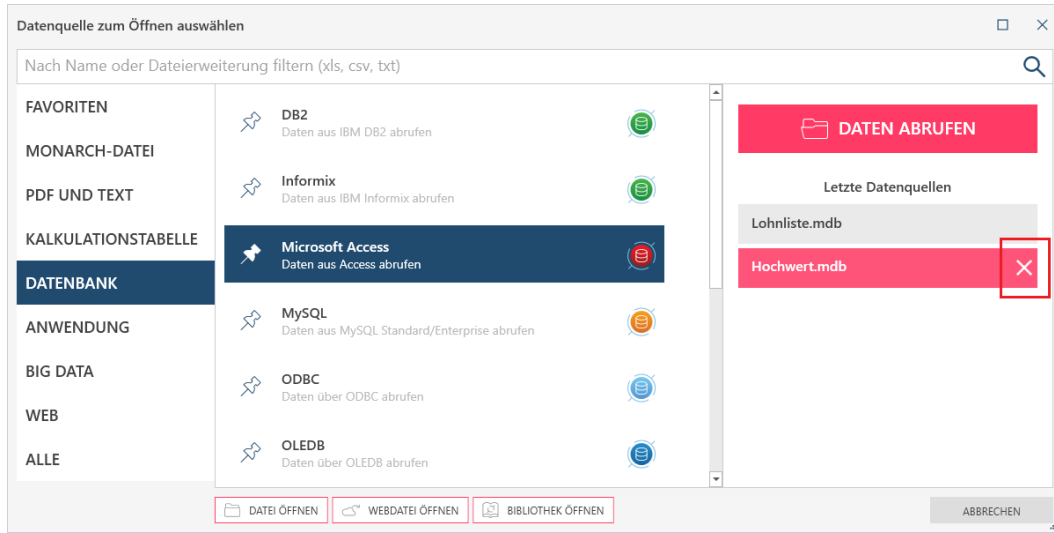 Datenquelle zum Öffnen auswählen
Nach Name oder Dateierweiterung filtern (xls, csv, txt)
FAVORITEN
MONARCH-DATEI
PDF UND TEXT
KALKULATIONSTABELLE
DATENBANK
ANWENDUNG
BIG DATA
WEB
ALLE
DB2
Daten aus IBM DB2 abrufen
Informix
Daten aus IBM Informix abrufen
Microsoft Access
Daten aus Access abrufen
MySQL
Daten aus MySQL Standard/Enterprise abrufen
ODBC
Daten über ODBC abrufen
OLEDB
Daten über OLEDB abrufen
DATEN ABRUFEN
Letzte Datenquellen
Lohnliste.mdb
Hochwert.mdb
DATEI ÖFFNEN
WEBDATEI ÖFFNEN
BIBLIOTHEK ÖFFNEN
ABBRECHEN